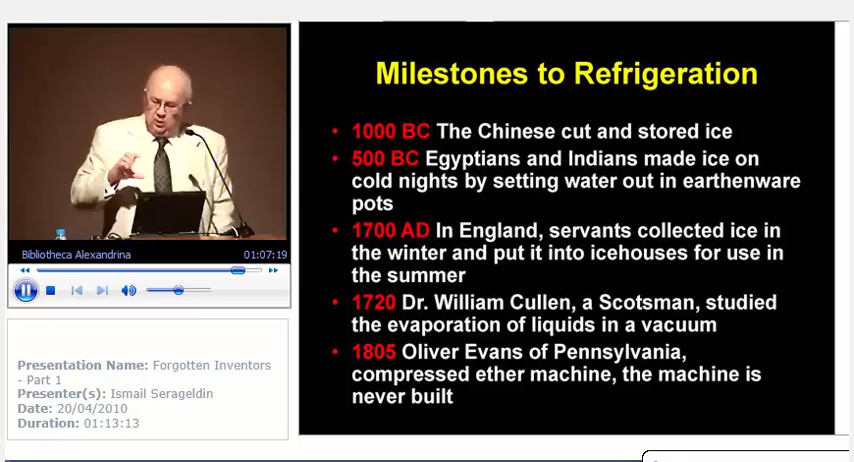 Milestones to Refrigeration
• 1000 BC The Chinese cut and stored ice
• 500 BC Egyptians and Indians made ice on
cold nights by setting water out in earthenware
pots
• 1700 AD In England, servants collected ice in
the winter and put it into icehouses for use in
the summer
• 1720 Dr. William Cullen, a Scotsman, studied
the evaporation of liquids in a vacuum
• 1805 Oliver Evans of Pennsylvania,
compressed ether machine, the machine is
never built
Bibliotheca Alexandrina 01:07:19
Presentation Name: Forgotten Inventors
- Part 1
Presenter(s): Ismail Serageldin
Date: 20/04/2010
Duration: 01:13:13